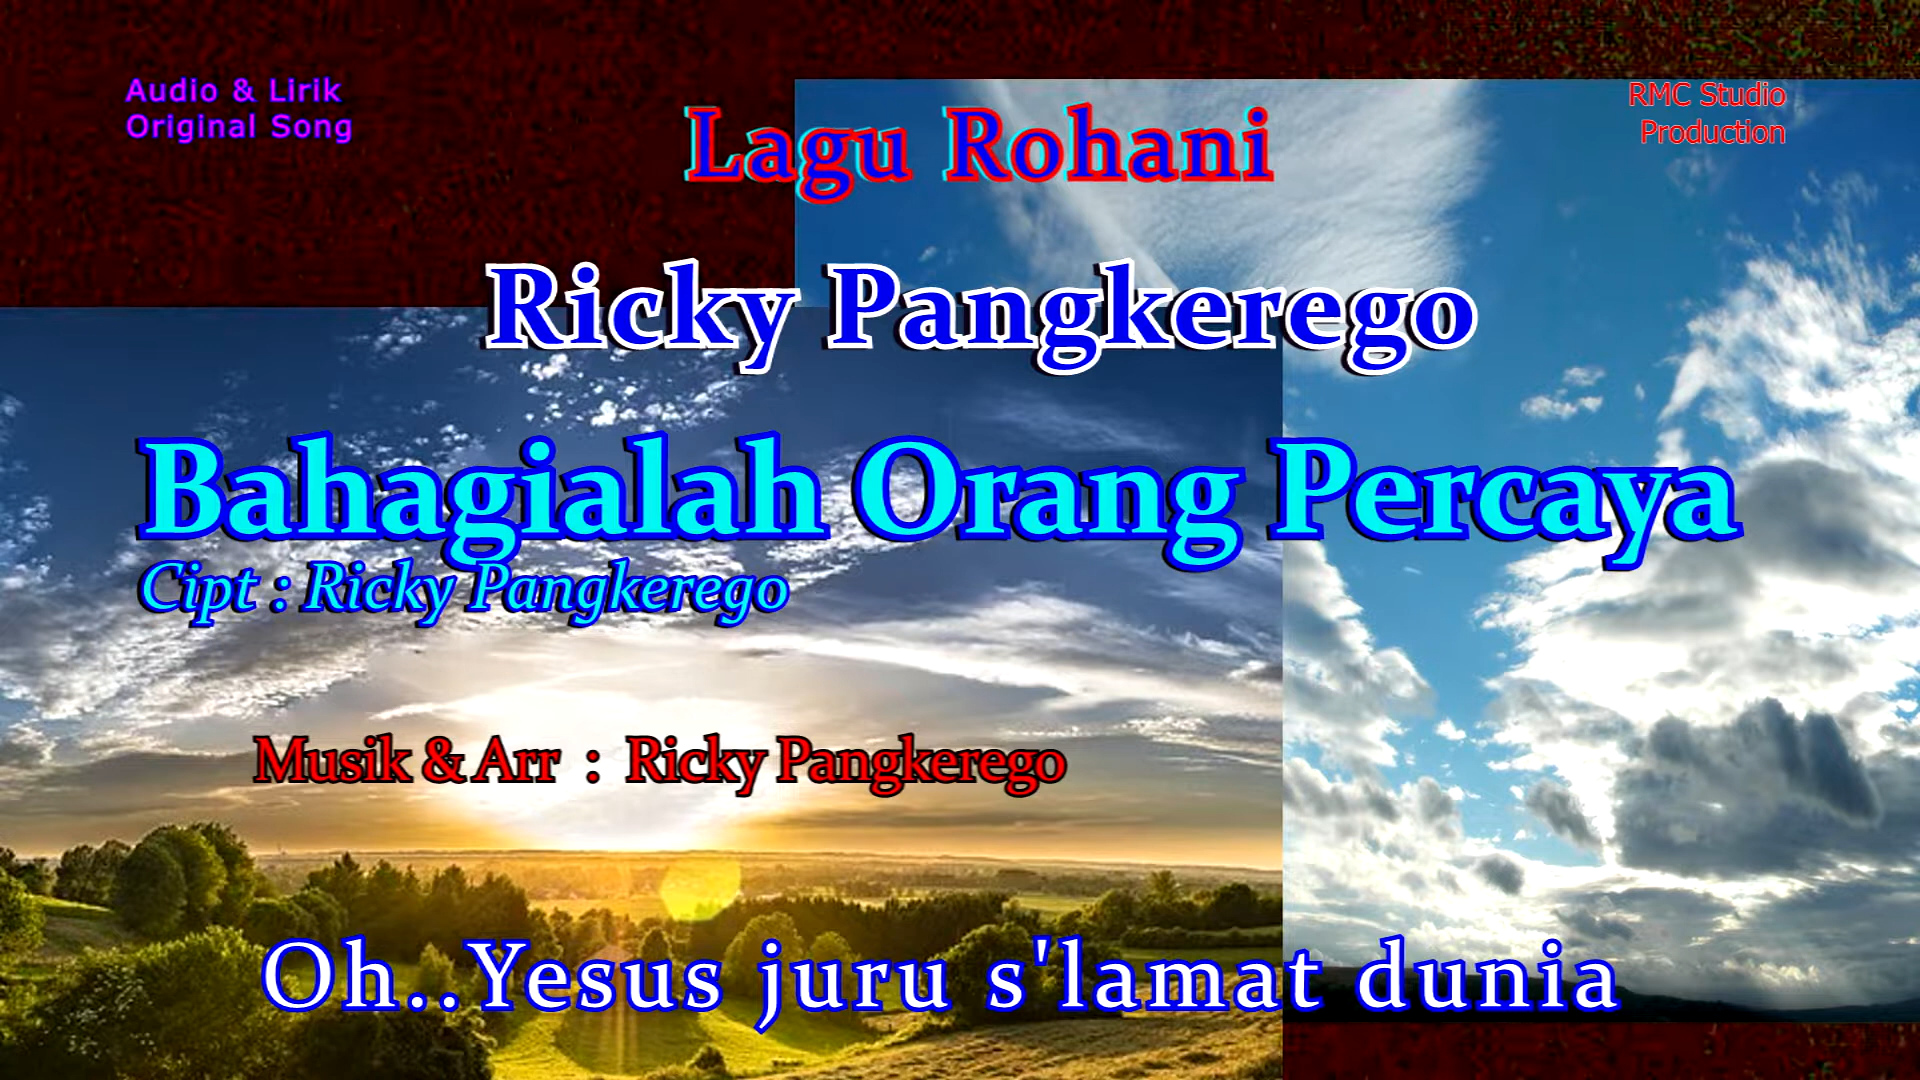 Audio & Lirik
Original Song
RMC Studio
Production
Lagu Rohani
Ricky Pangkerego
Bahagialah Orang Percaya
Cipt : Ricky Pangkerego
Musik & Arr : Ricky Pangkerego
Oh..Yesus juru s'lamat dunia